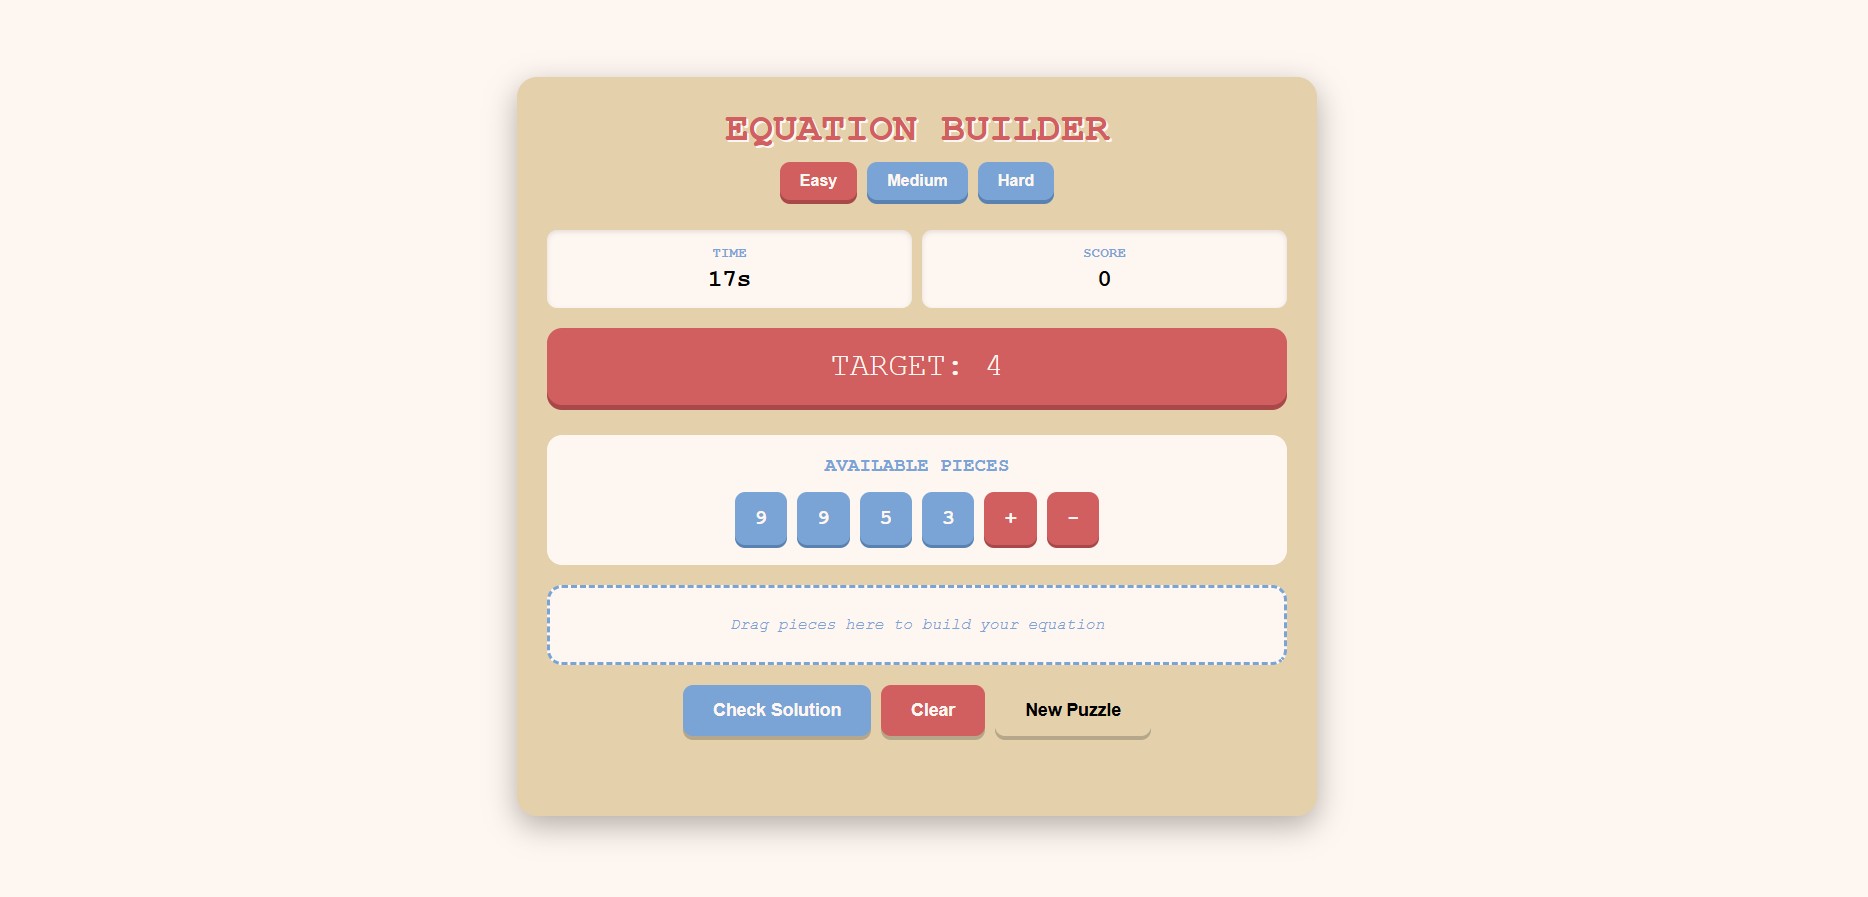 EQUATION BUILDER
Easy Medium Hard
TIME SCORE
17s 0
TARGET: 4
AVAILABLE PIECES
9 9 5 3 + -
Drag pieces here to build your equation
Check Solution Clear New Puzzle